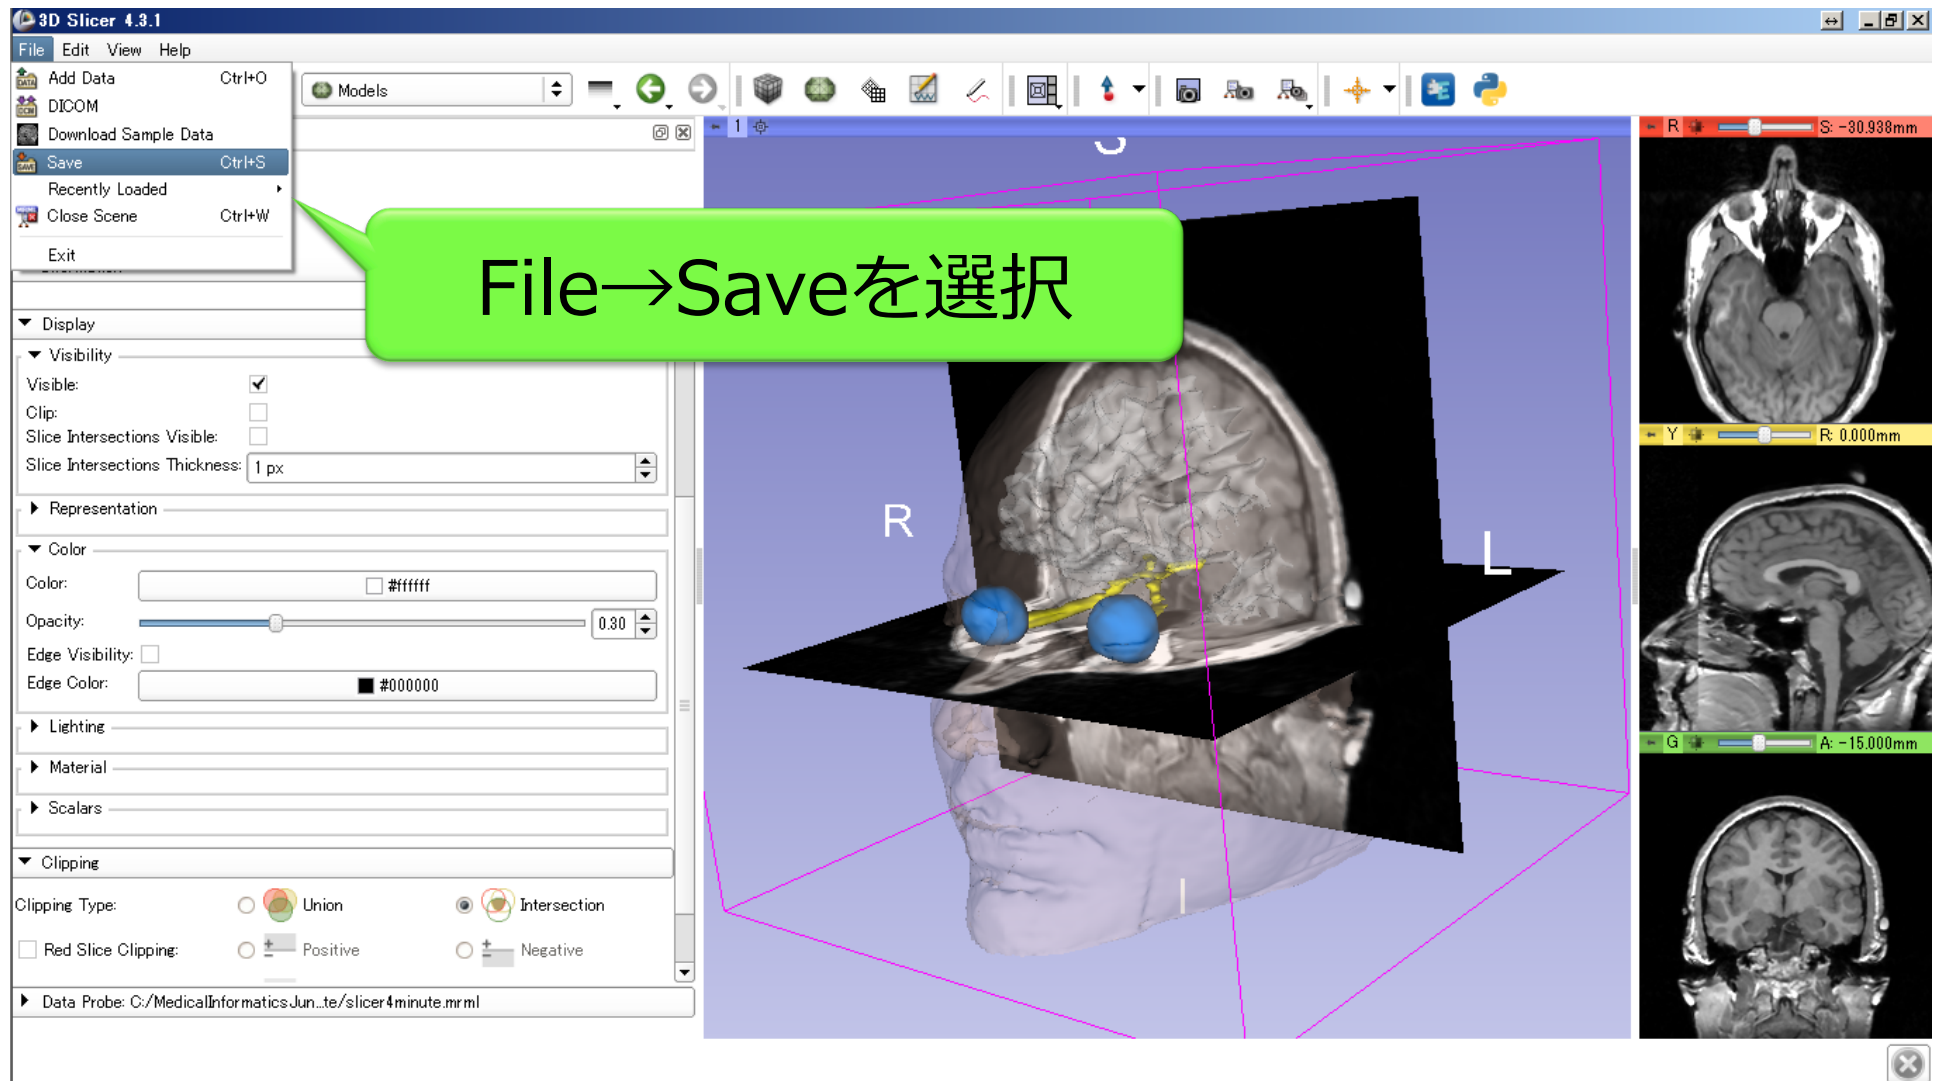 3D Slicer 4.3.1
File Edit View Help
Add Data Ctrl+O
DICOM
Download Sample Data
Save Ctrl+S
Recently Loaded
Close Scene Ctrl+W
Exit
Models
File→Saveを選択
Display
Visibility
Visible:
Clip:
Slice Intersections Visible:
Slice Intersections Thickness: 1 px
Representation
Color
Color: #ffffff
Opacity: 0.30
Edge Visibility:
Edge Color: #000000
Lighting
Material
Scalars
Clipping
Clipping Type: Union Intersection
Red Slice Clipping: Positive Negative
Data Probe: C:/MedicalInformaticsJun...te/slicer4minute.mrml
1
R
L
I
R S: -30.938mm
Y R: 0.000mm
G A: -15.000mm